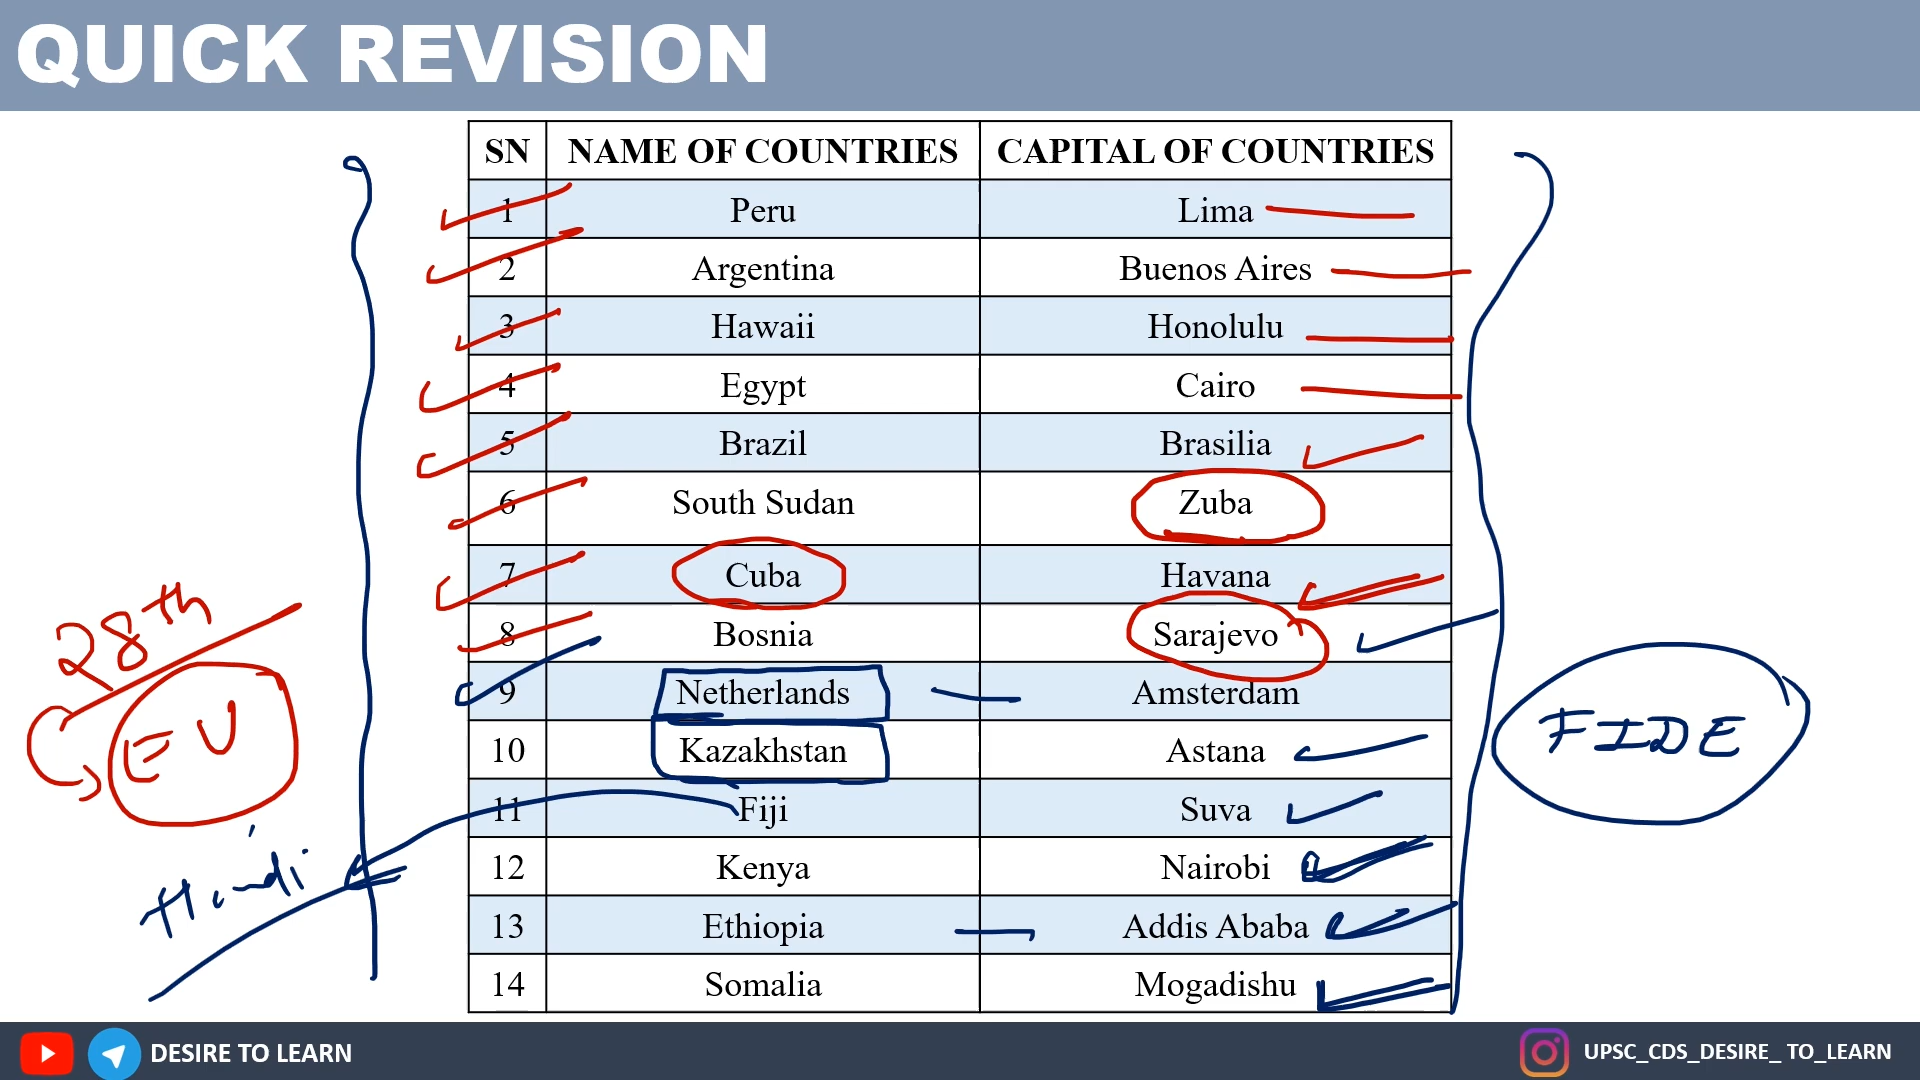 QUICK REVISION
SN NAME OF COUNTRIES CAPITAL OF COUNTRIES
1 Peru Lima
2 Argentina Buenos Aires
3 Hawaii Honolulu
4 Egypt Cairo
5 Brazil Brasilia
6 South Sudan Zuba
7 Cuba Havana
8 Bosnia Sarajevo
9 Netherlands Amsterdam
10 Kazakhstan Astana
11 Fiji Suva
12 Kenya Nairobi
13 Ethiopia Addis Ababa
14 Somalia Mogadishu
28th
EU
Hindi
FIDE
DESIRE TO LEARN
UPSC_CDS_DESIRE_ TO_LEARN